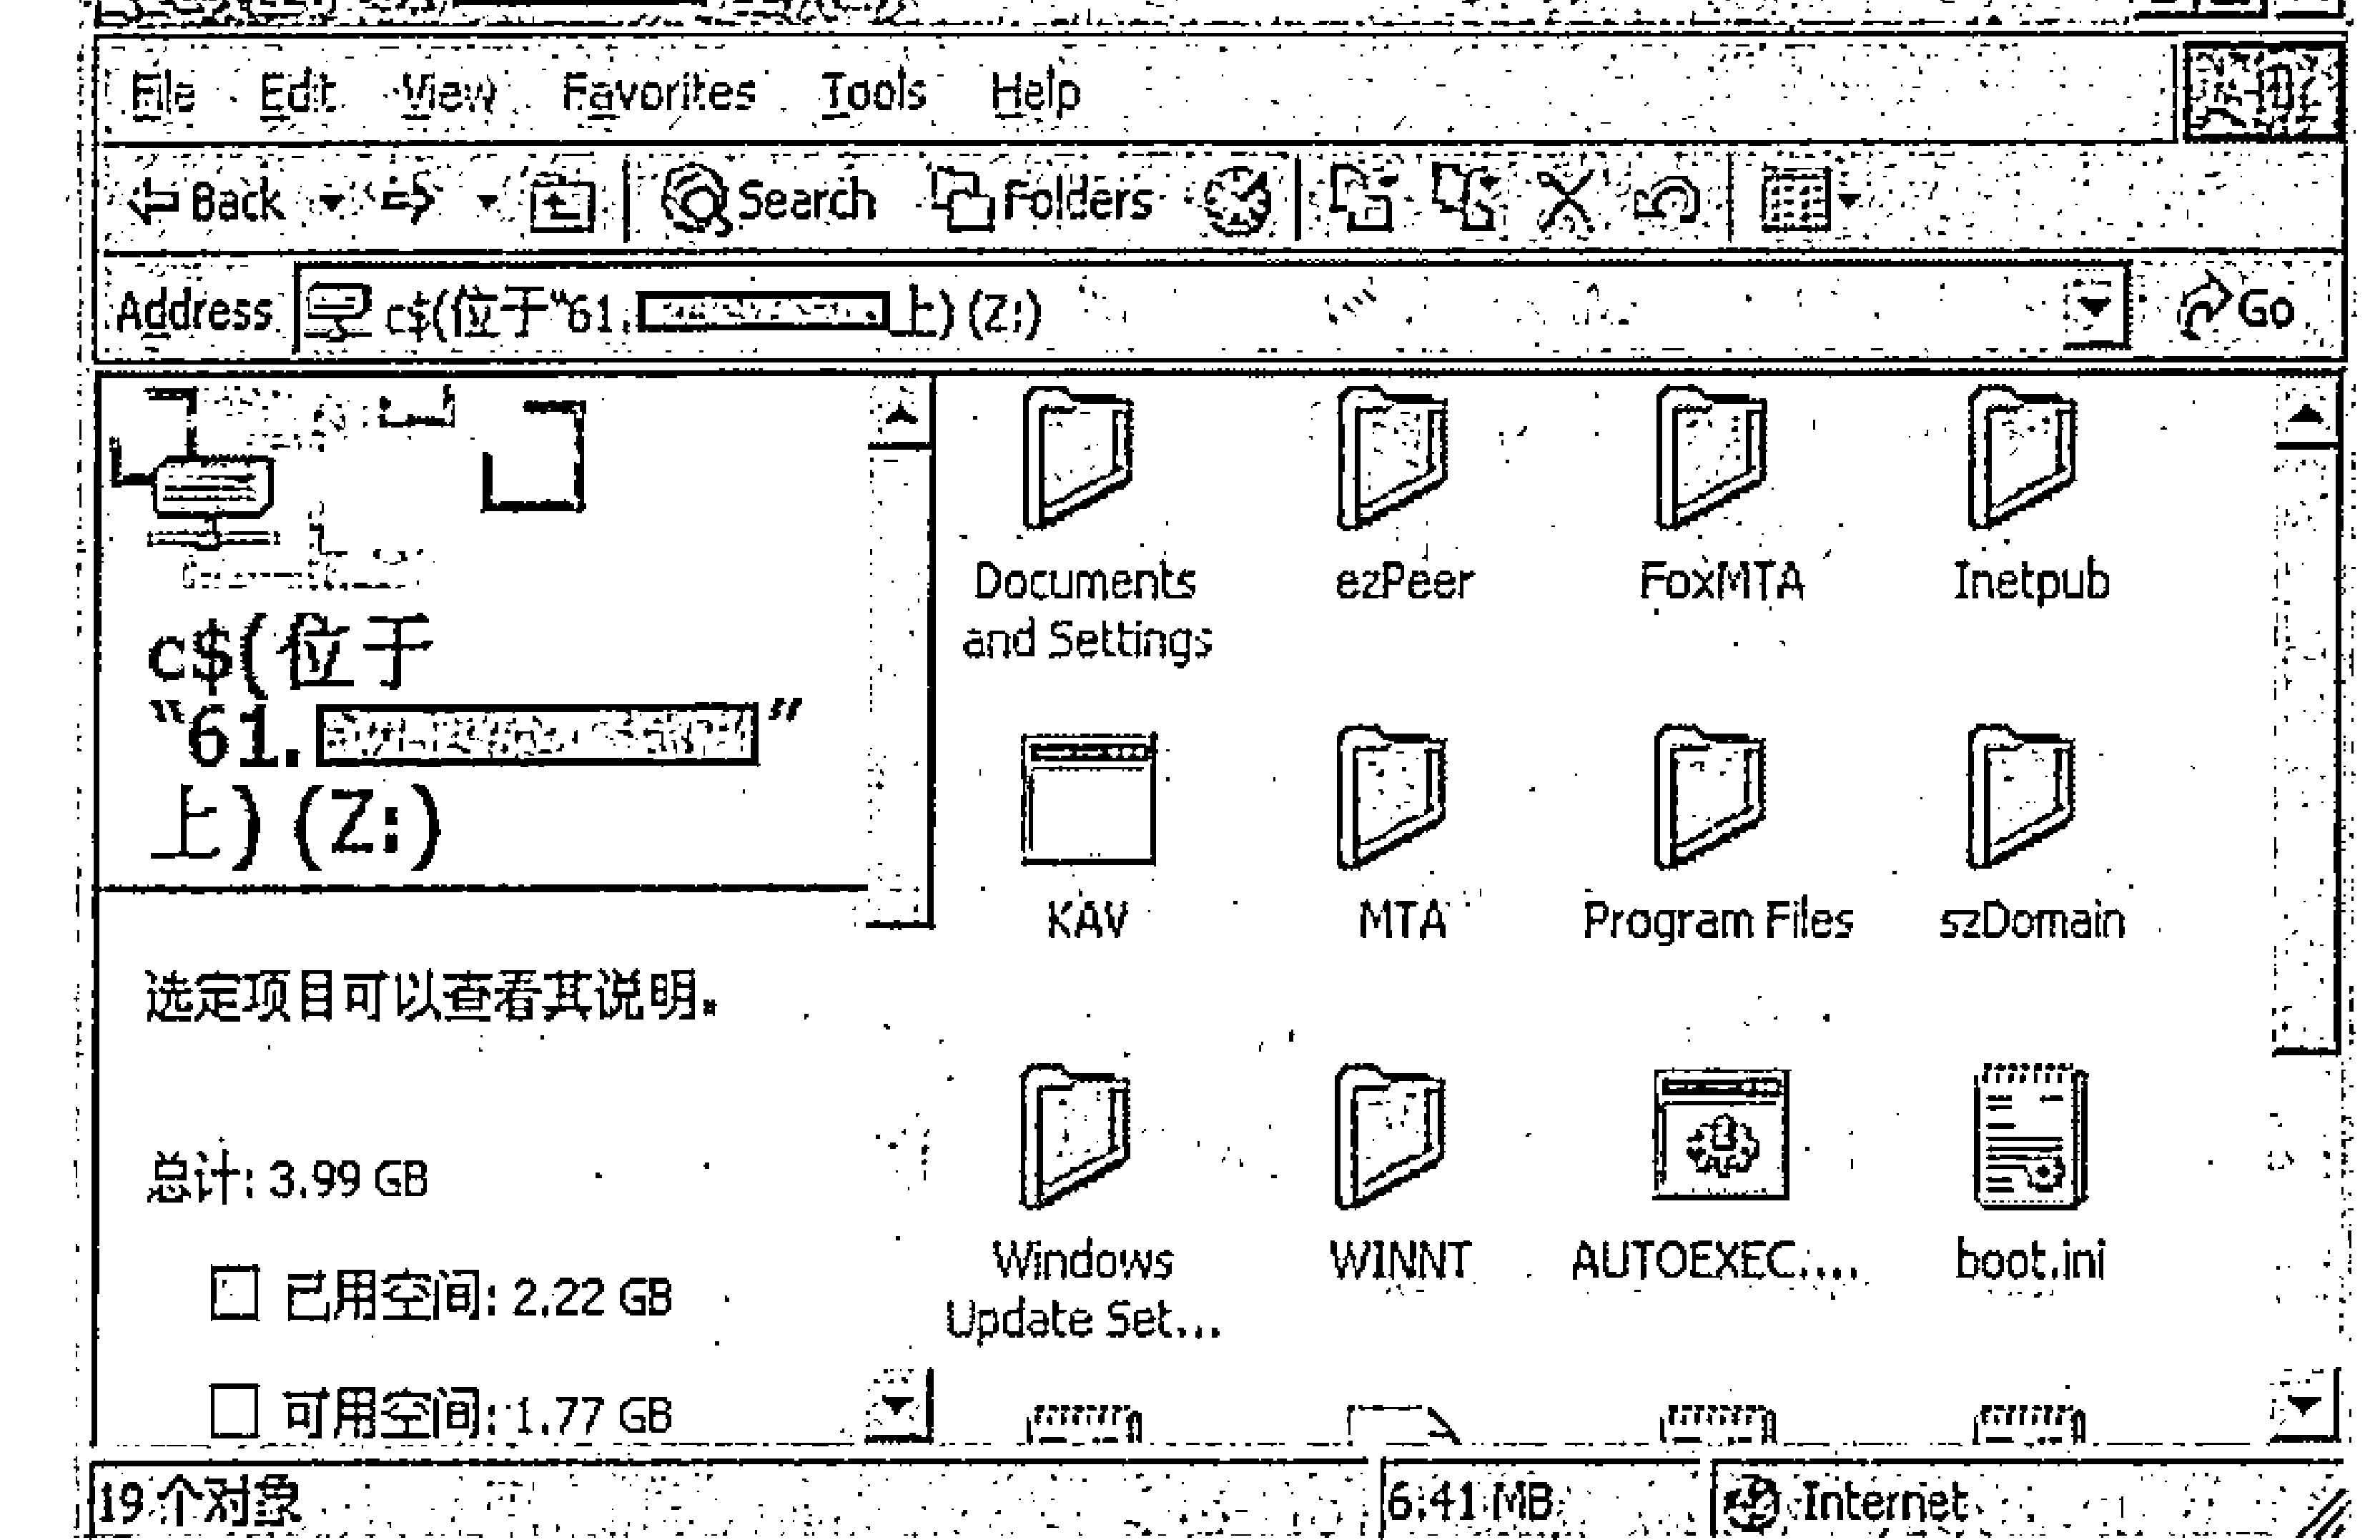 File Edit View Favorites Tools Help
Back Search Folders
Address c$(位于“61. 上) (Z:) Go
c$(位于
“61. ”
上) (Z:)
选定项目可以查看其说明。
总计: 3.99 GB
已用空间: 2.22 GB
可用空间: 1.77 GB
Documents
and Settings
ezPeer
FoxMTA
Inetpub
KAV
MTA
Program Files
szDomain
Windows
Update Set...
WINNT
AUTOEXEC....
boot.ini
19 个对象 6.41 MB Internet